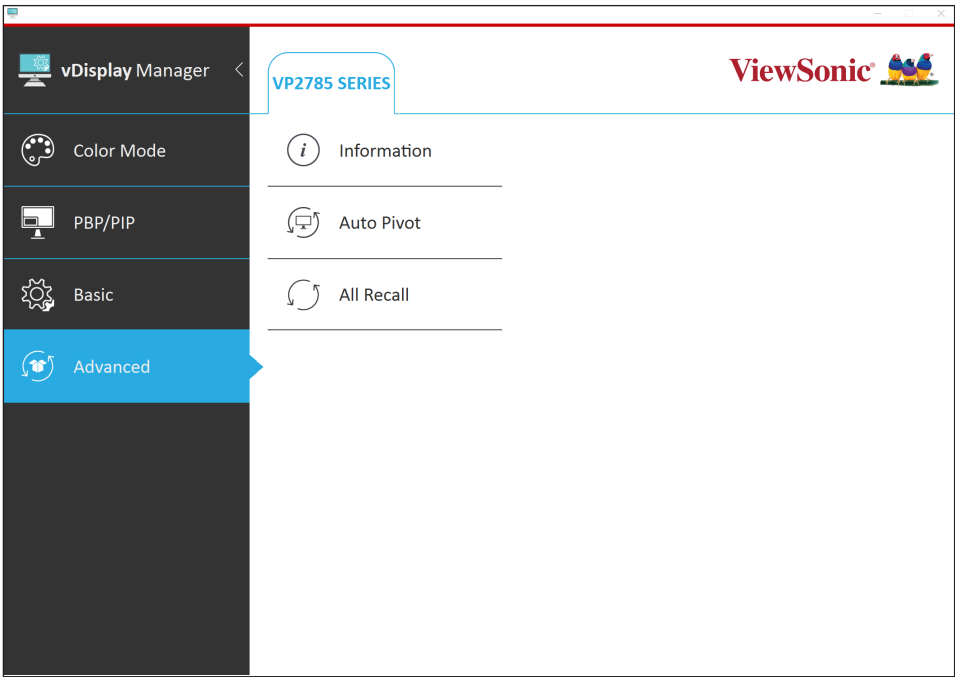 vDisplay Manager
VP2785 SERIES
ViewSonic®
Color Mode
PBP/PIP
Basic
Advanced
Information
Auto Pivot
All Recall